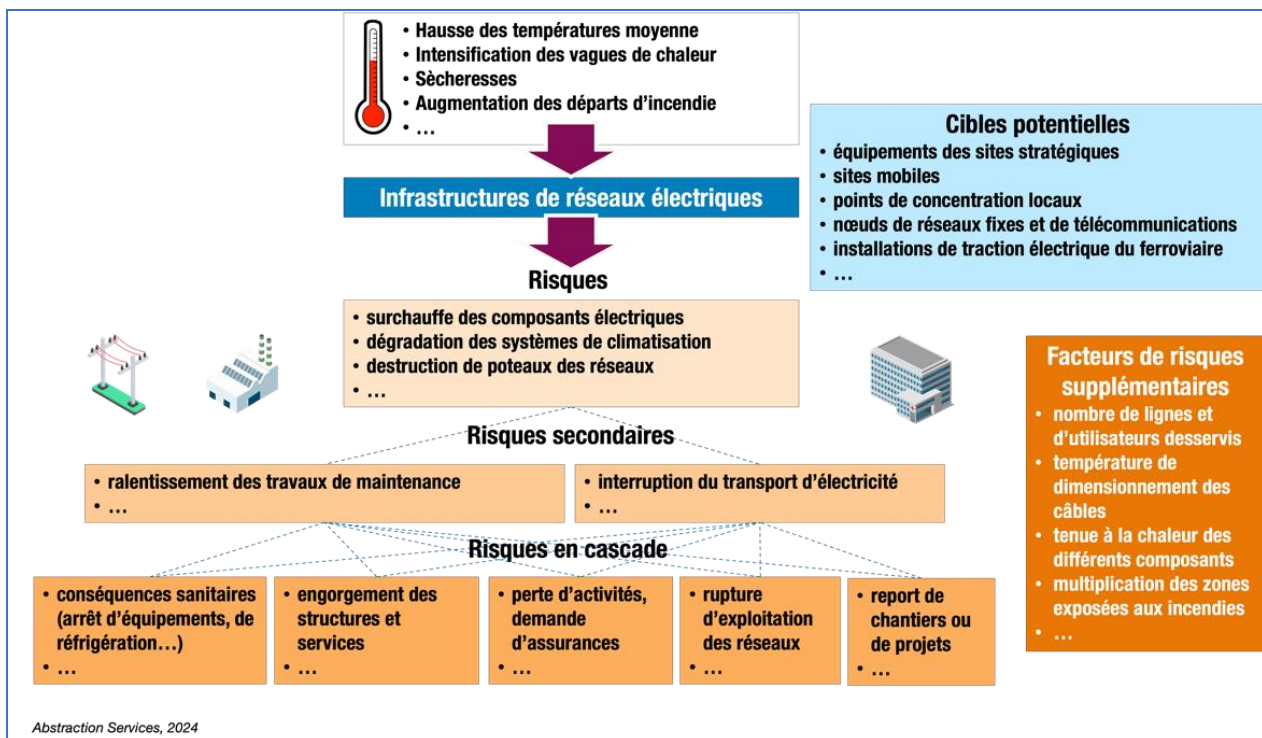 • Hausse des températures moyenne
• Intensification des vagues de chaleur
• Sècheresses
• Augmentation des départs d'incendie
• …
Cibles potentielles
• équipements des sites stratégiques
• sites mobiles
• points de concentration locaux
• nœuds de réseaux fixes et de télécommunications
• installations de traction électrique du ferroviaire
• …
Infrastructures de réseaux électriques
Risques
• surchauffe des composants électriques
• dégradation des systèmes de climatisation
• destruction de poteaux des réseaux
• …
Facteurs de risques
supplémentaires
• nombre de lignes et
d'utilisateurs desservis
• température de
dimensionnement des
câbles
• tenue à la chaleur des
différents composants
• multiplication des zones
exposées aux incendies
• …
Risques secondaires
• ralentissement des travaux de maintenance
• …
• interruption du transport d'électricité
• …
Risques en cascade
• conséquences sanitaires
(arrêt d'équipements, de
réfrigération…)
• …
• engorgement des
structures et
services
• …
• perte d'activités,
demande
d'assurances
• …
• rupture
d'exploitation
des réseaux
• …
• report de
chantiers ou
de projets
• …
Abstraction Services, 2024